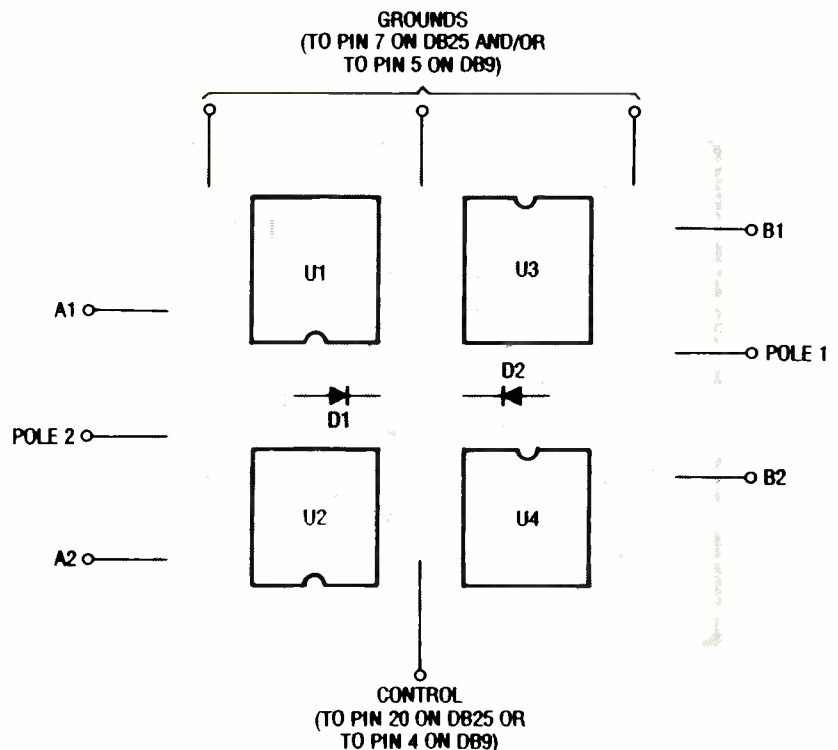 GROUNDS
(TO PIN 7 ON DB25 AND/OR
TO PIN 5 ON DB9)
B1
U1
U3
A1
POLE 1
D2
D1
POLE 2
B2
U2
U4
A2
CONTROL
(TO PIN 20 ON DB25 OR
TO PIN 4 ON DB9)